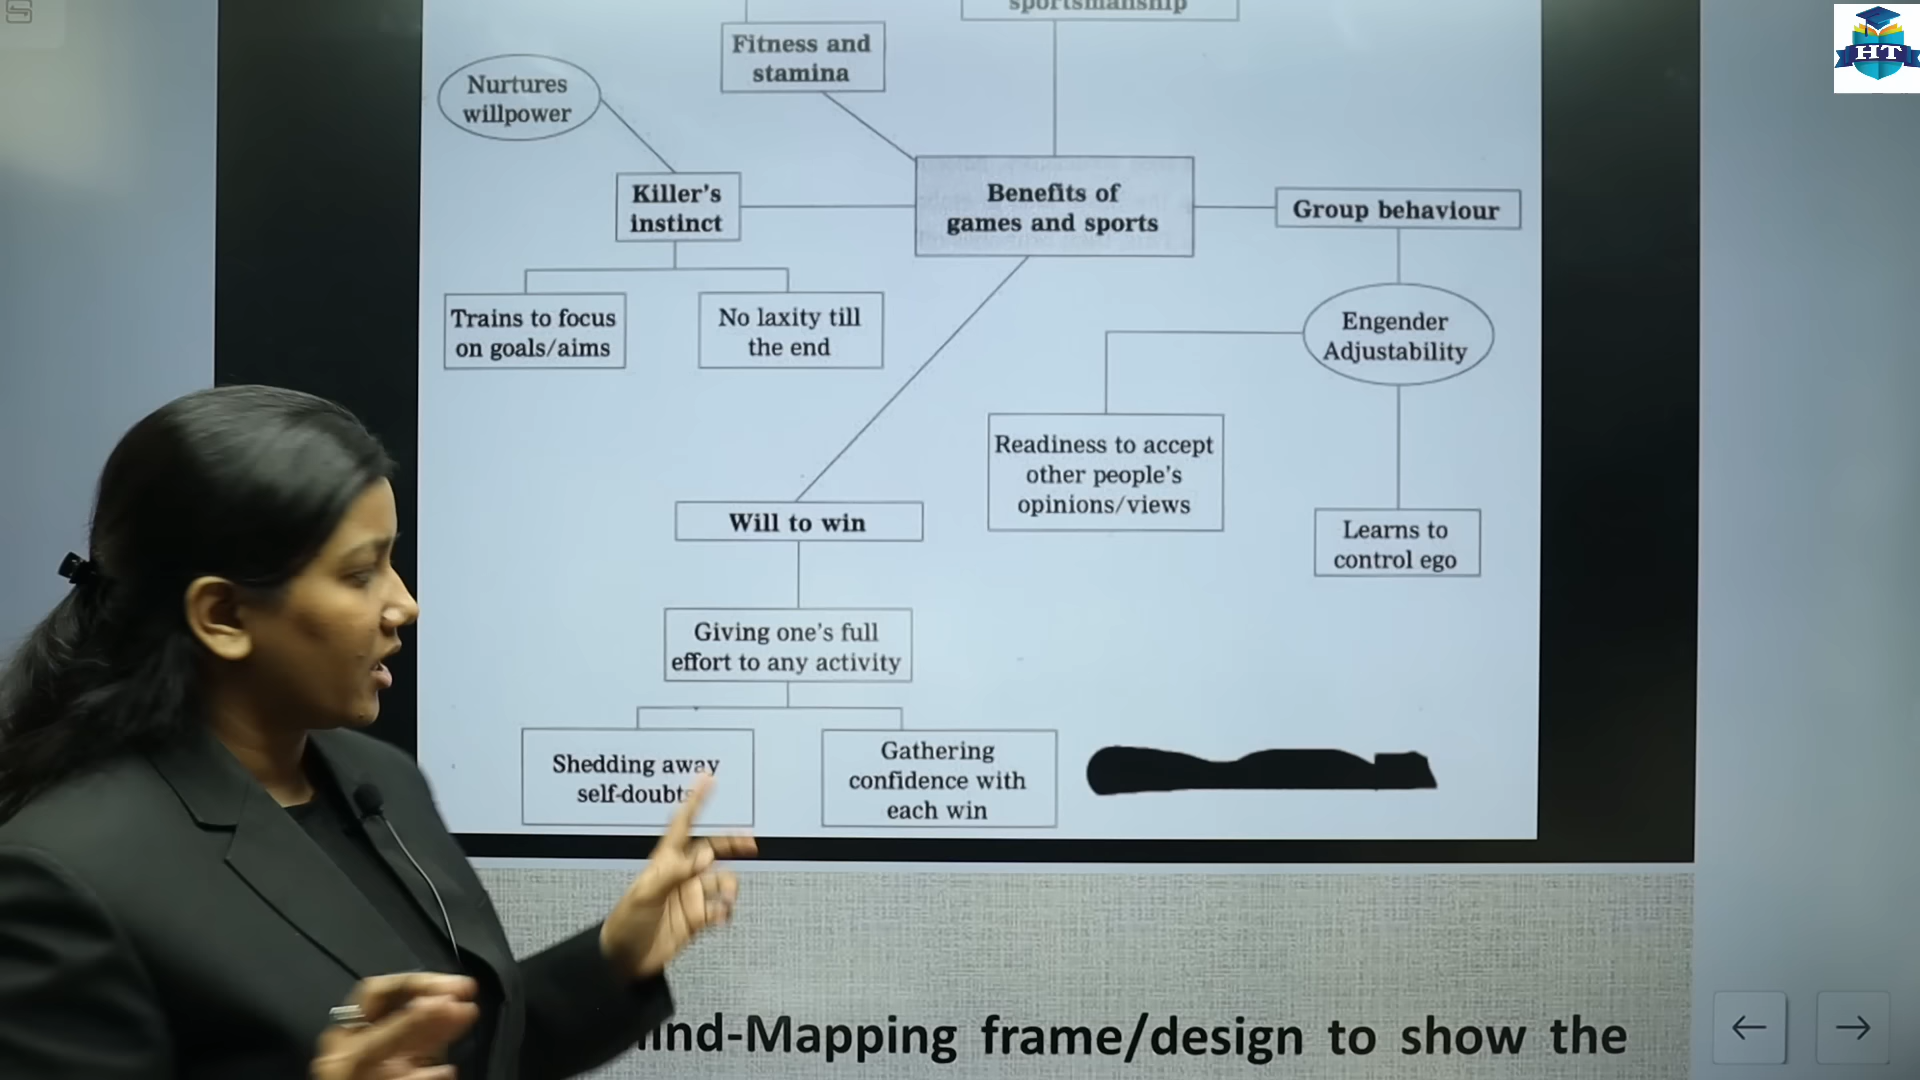 sportsmanship
Fitness and
stamina
Nurtures
willpower
Killer's
instinct
Benefits of
games and sports
Group behaviour
Trains to focus
on goals/aims
No laxity till
the end
Engender
Adjustability
Readiness to accept
other people's
opinions/views
Will to win
Learns to
control ego
Giving one's full
effort to any activity
Shedding away
self-doubts
Gathering
confidence with
each win
frame/design to show the
HT